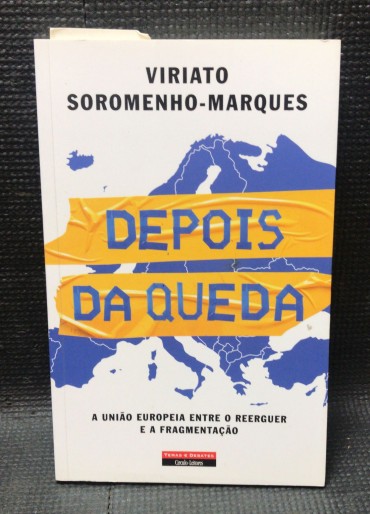 VIRIATO
SOROMENHO-MARQUES
DEPOIS
DA QUEDA
A UNIÃO EUROPEIA ENTRE O REERGUER
E A FRAGMENTAÇÃO
TEMAS E DEBATES
Círculo Leitores